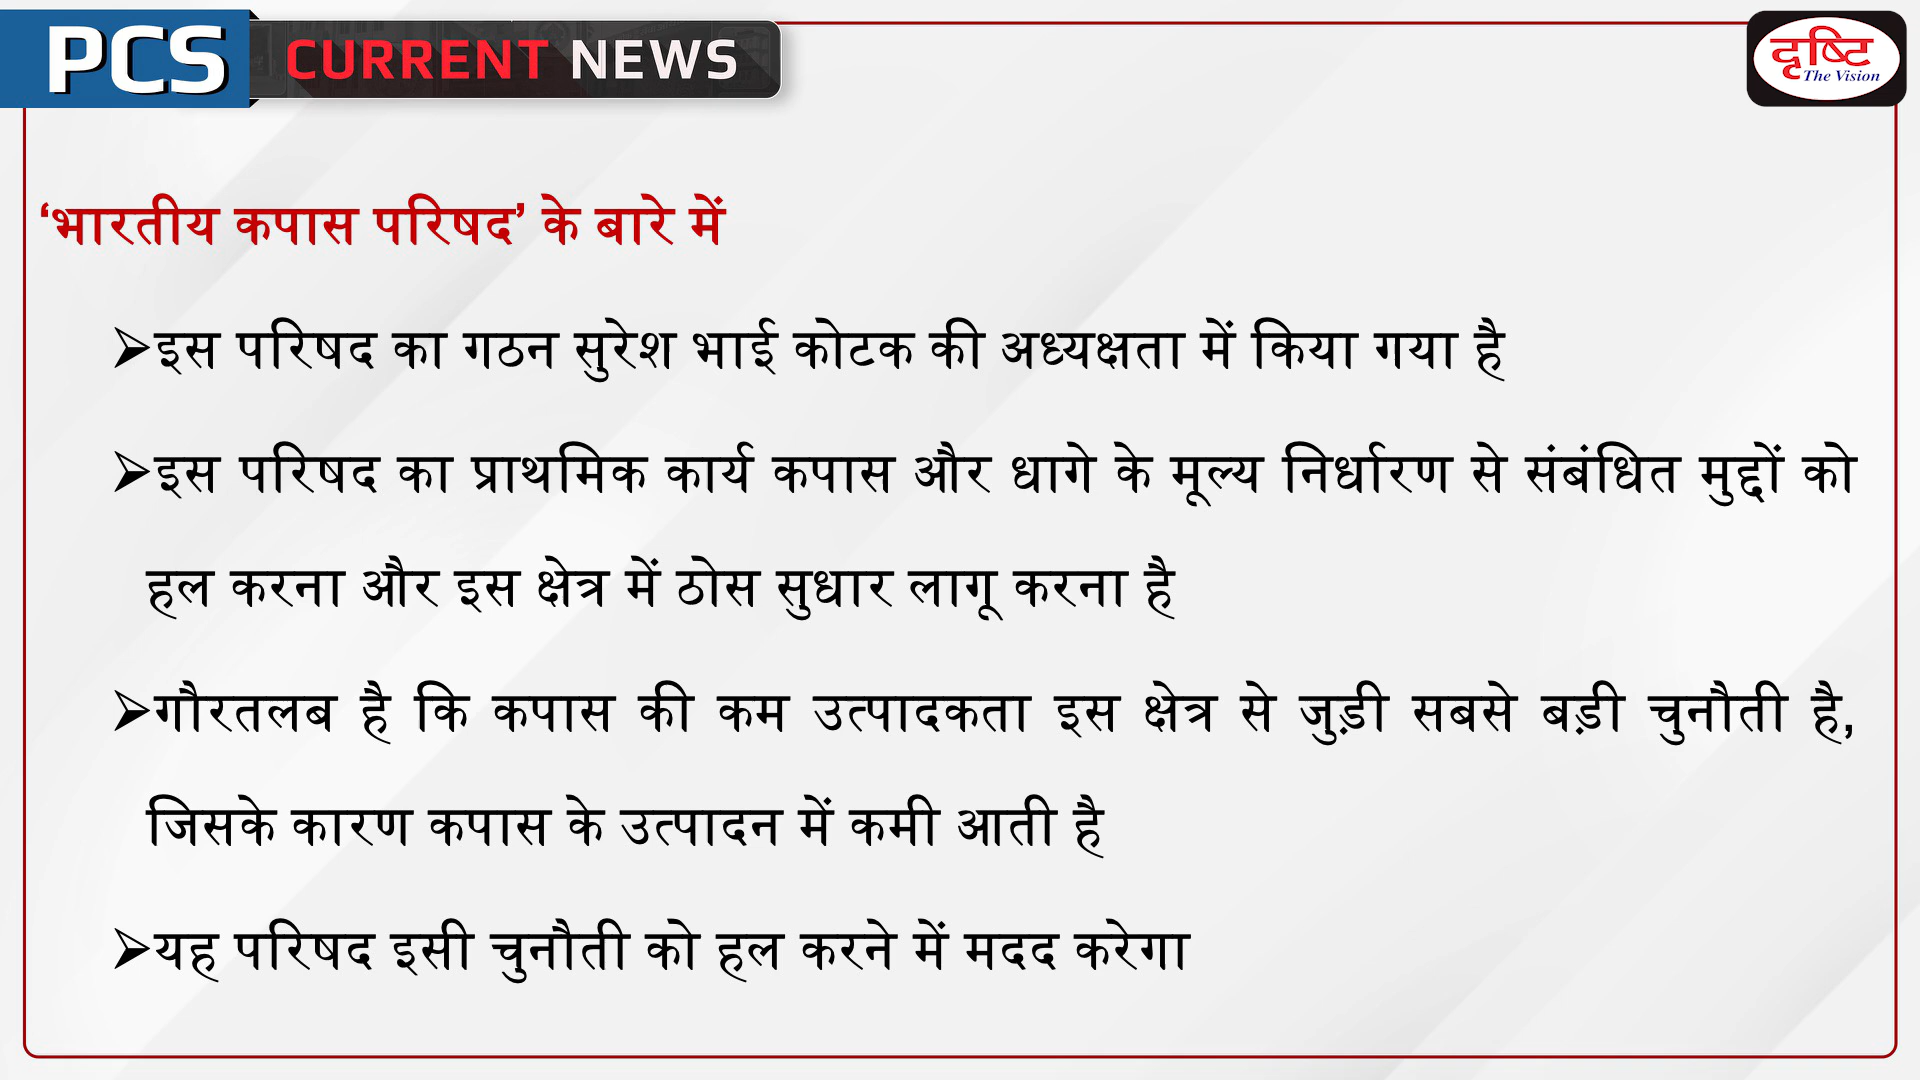 PCS CURRENT NEWS
दृष्टि
The Vision
‘भारतीय कपास परिषद’ के बारे में
➢इस परिषद का गठन सुरेश भाई कोटक की अध्यक्षता में किया गया है
➢इस परिषद का प्राथमिक कार्य कपास और धागे के मूल्य निर्धारण से संबंधित मुद्दों को
हल करना और इस क्षेत्र में ठोस सुधार लागू करना है
➢गौरतलब है कि कपास की कम उत्पादकता इस क्षेत्र से जुड़ी सबसे बड़ी चुनौती है,
जिसके कारण कपास के उत्पादन में कमी आती है
➢यह परिषद इसी चुनौती को हल करने में मदद करेगा